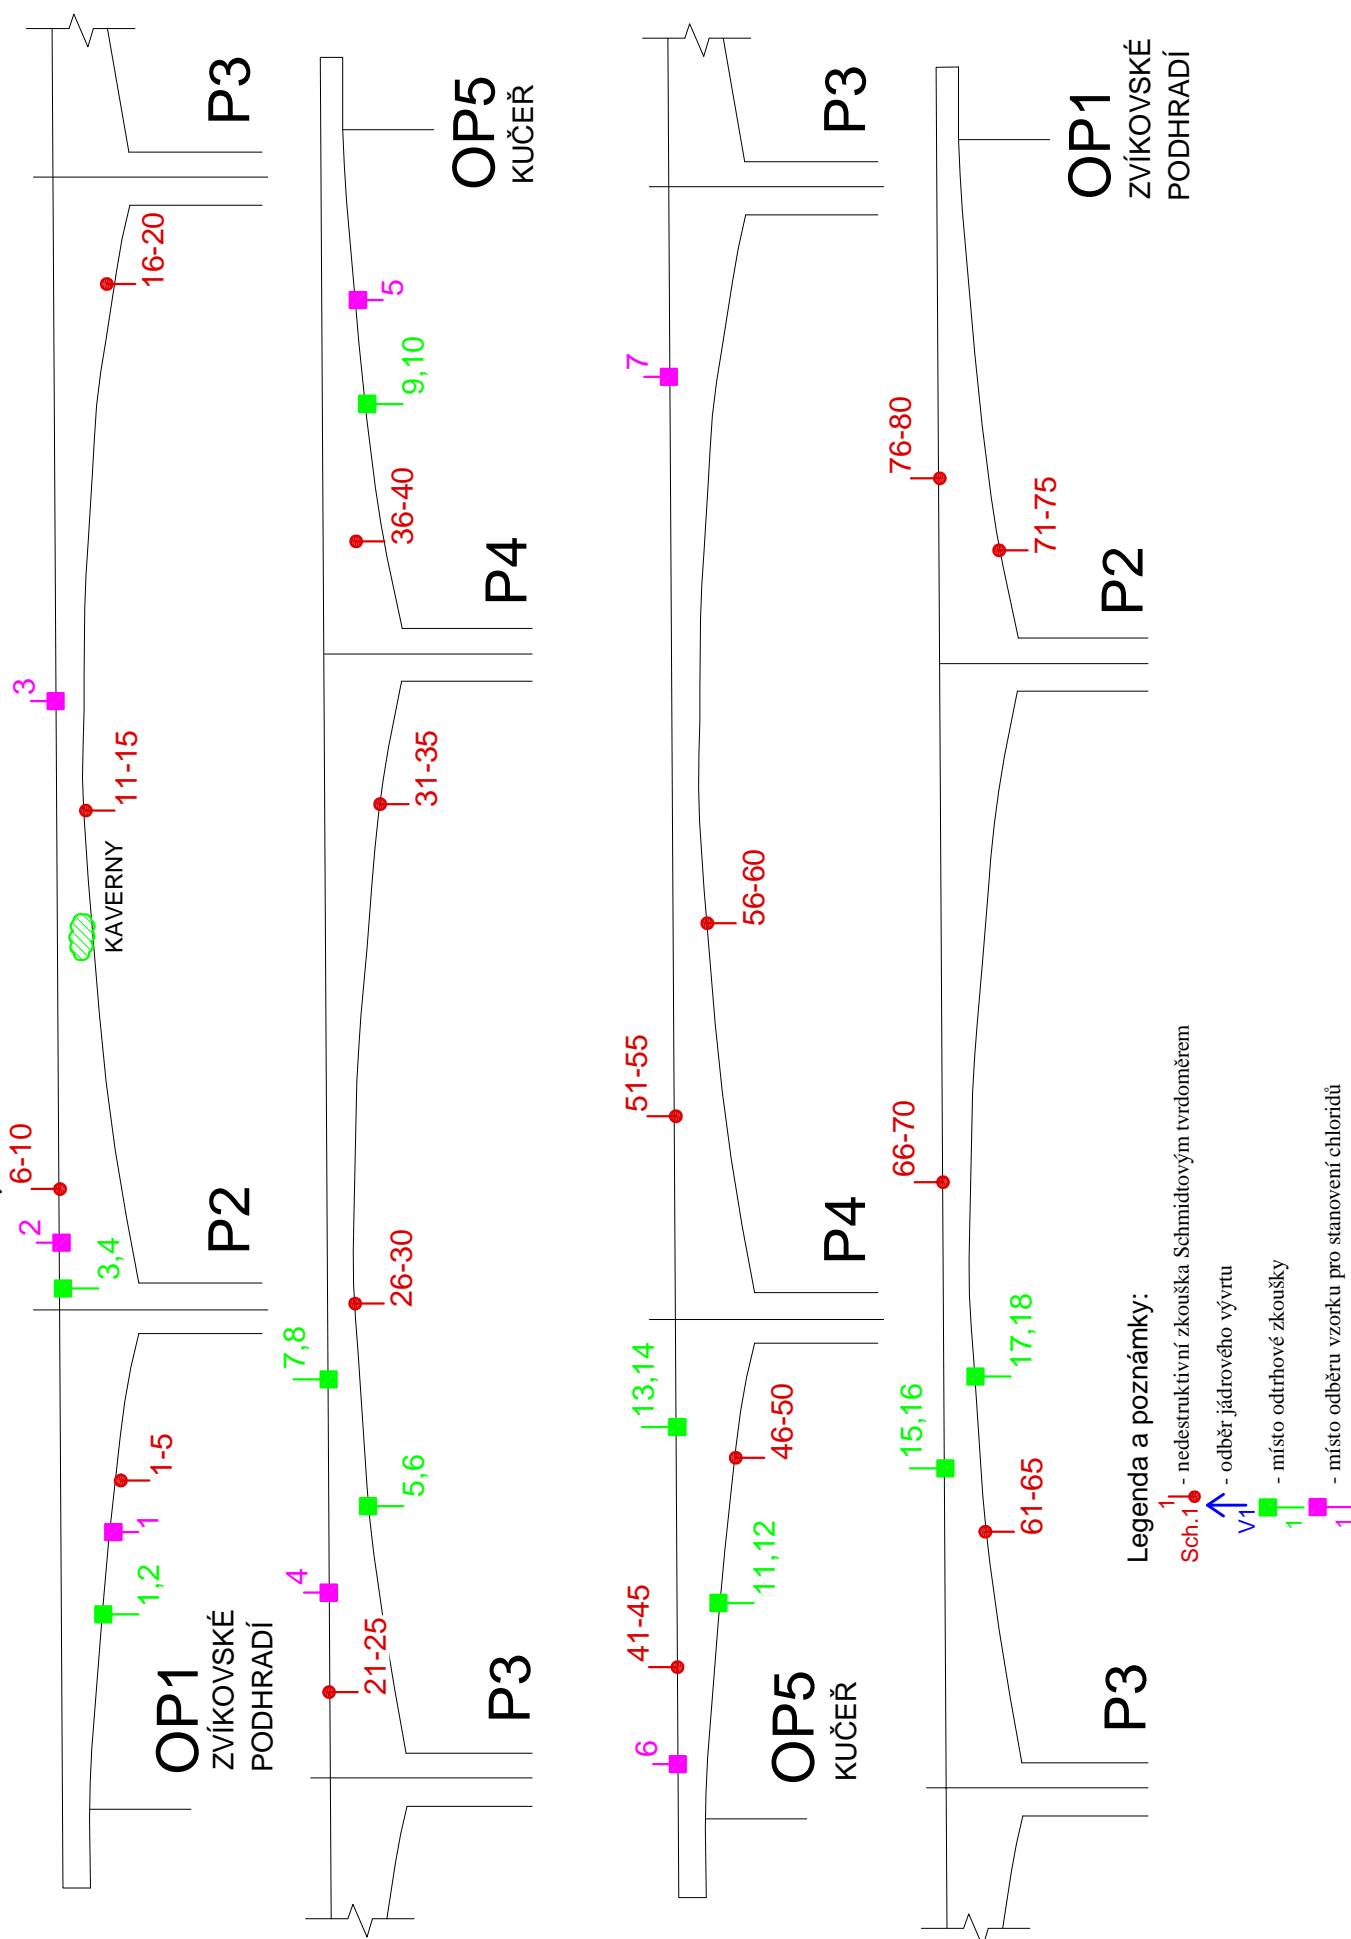 6-10
2
3,4
3
11-15
KAVERNY
16-20
1-5
1
1,2
OP1
ZVÍKOVSKÉ
PODHRADÍ
P2
P3
7,8
26-30
4
21-25
5,6
31-35
36-40
9,10
5
P3
P4
OP5
KUČEŘ
6
41-45
13,14
51-55
7
11,12
46-50
56-60
OP5
KUČEŘ
P4
P3
15,16
66-70
76-80
61-65
17,18
71-75
P3
P2
OP1
ZVÍKOVSKÉ
PODHRADÍ
Legenda a poznámky:
Sch.1 1 - nedestruktivní zkouška Schmidtovým tvrdoměrem
V1 - odběr jádrového vývrtu
1 - místo odtrhové zkoušky
1 - místo odběru vzorku pro stanovení chloridů